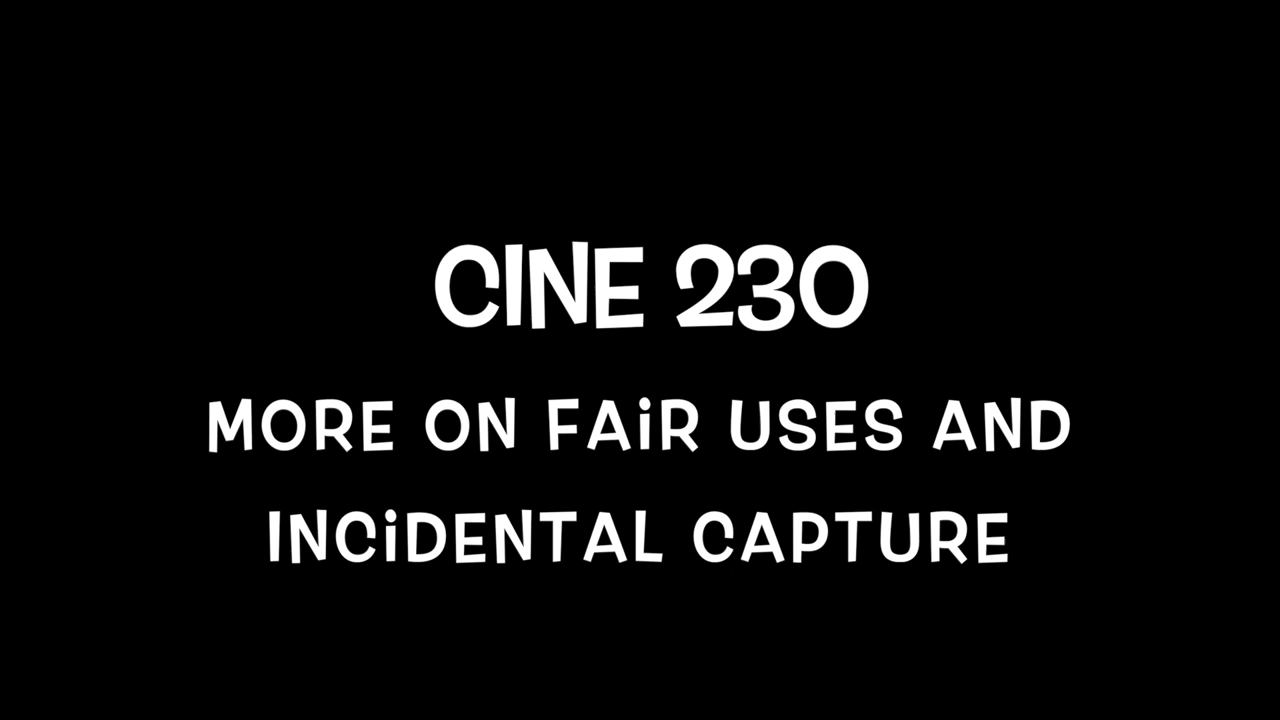 CINE 230
MORE ON FAiR USES AND
INCiDENTAL CAPTURE